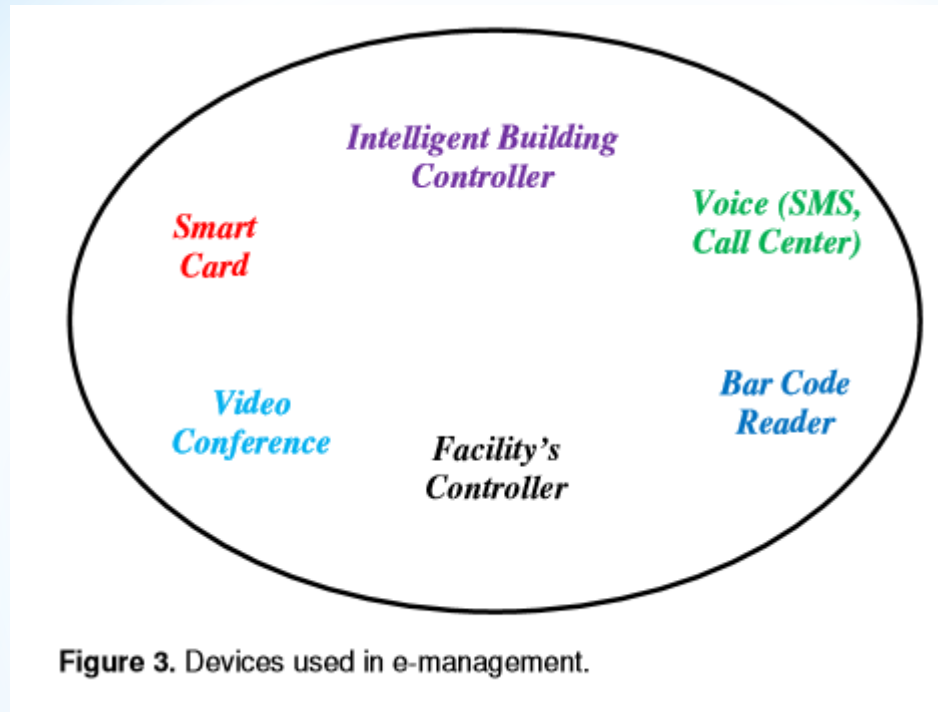 Intelligent Building
Controller
Voice (SMS,
Call Center)
Smart
Card
Bar Code
Reader
Video
Conference
Facility's
Controller
Figure 3. Devices used in e-management.